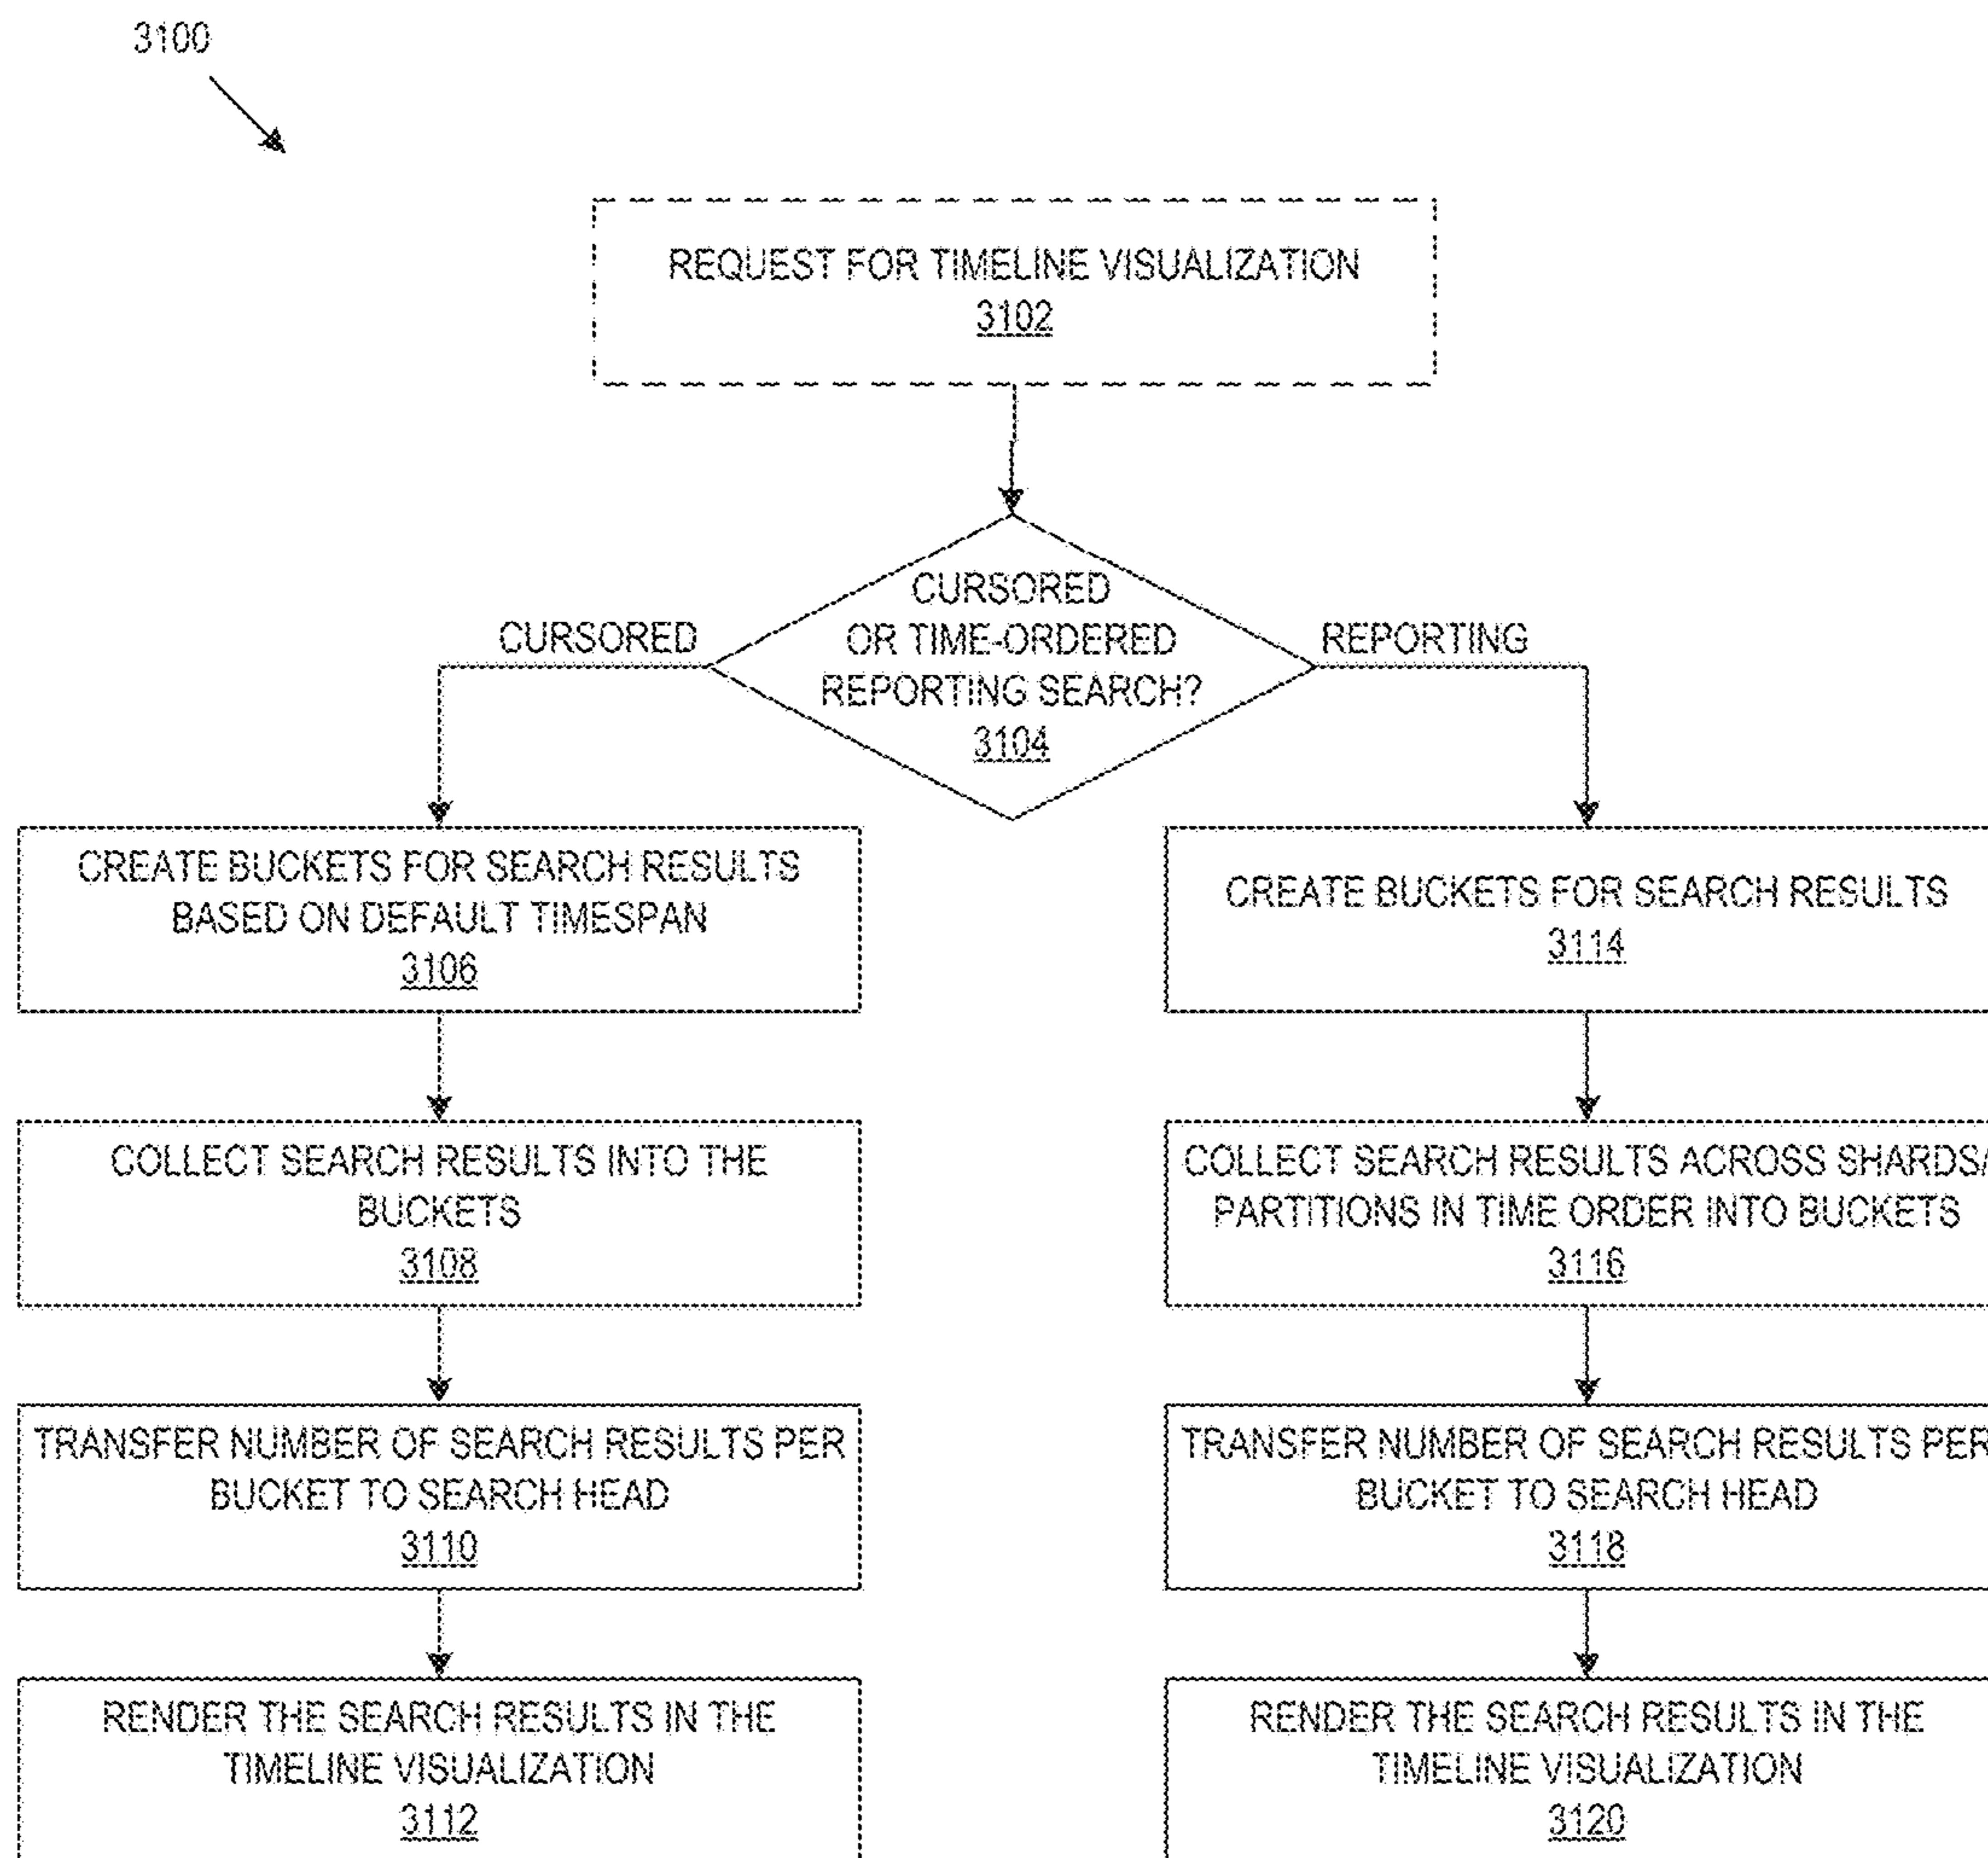 3100
REQUEST FOR TIMELINE VISUALIZATION
3102
CURSORED
OR TIME-ORDERED
REPORTING SEARCH?
3104
CURSORED
REPORTING
CREATE BUCKETS FOR SEARCH RESULTS
BASED ON DEFAULT TIMESPAN
3106
COLLECT SEARCH RESULTS INTO THE
BUCKETS
3108
TRANSFER NUMBER OF SEARCH RESULTS PER
BUCKET TO SEARCH HEAD
3110
RENDER THE SEARCH RESULTS IN THE
TIMELINE VISUALIZATION
3112
CREATE BUCKETS FOR SEARCH RESULTS
3114
COLLECT SEARCH RESULTS ACROSS SHARDS/
PARTITIONS IN TIME ORDER INTO BUCKETS
3116
TRANSFER NUMBER OF SEARCH RESULTS PER
BUCKET TO SEARCH HEAD
3118
RENDER THE SEARCH RESULTS IN THE
TIMELINE VISUALIZATION
3120